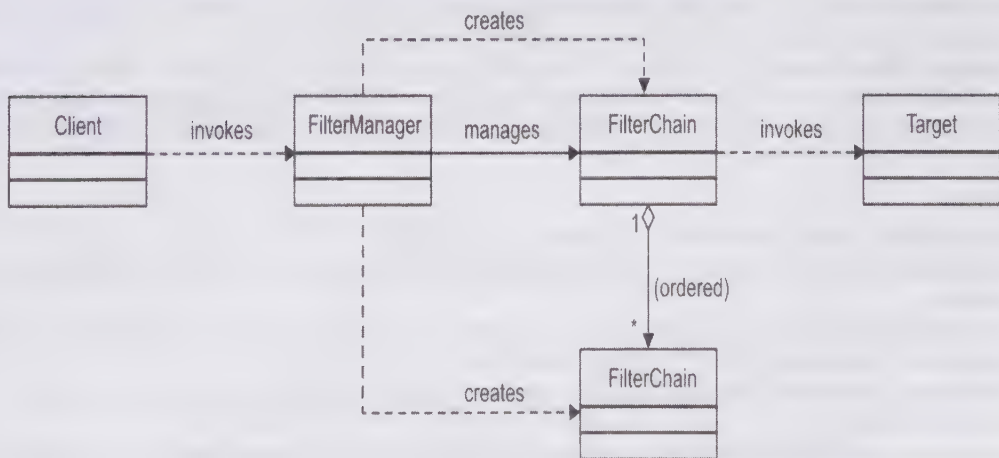 creates
Client
invokes
FilterManager
manages
FilterChain
invokes
Target
1
(ordered)
*
FilterChain
creates